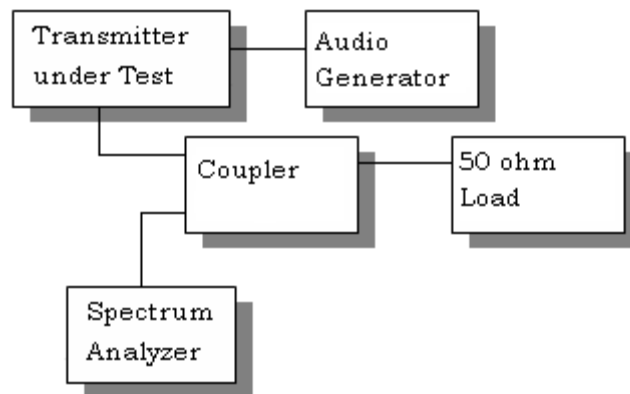 Transmitter
under Test
Audio
Generator
Coupler
50 ohm
Load
Spectrum
Analyzer